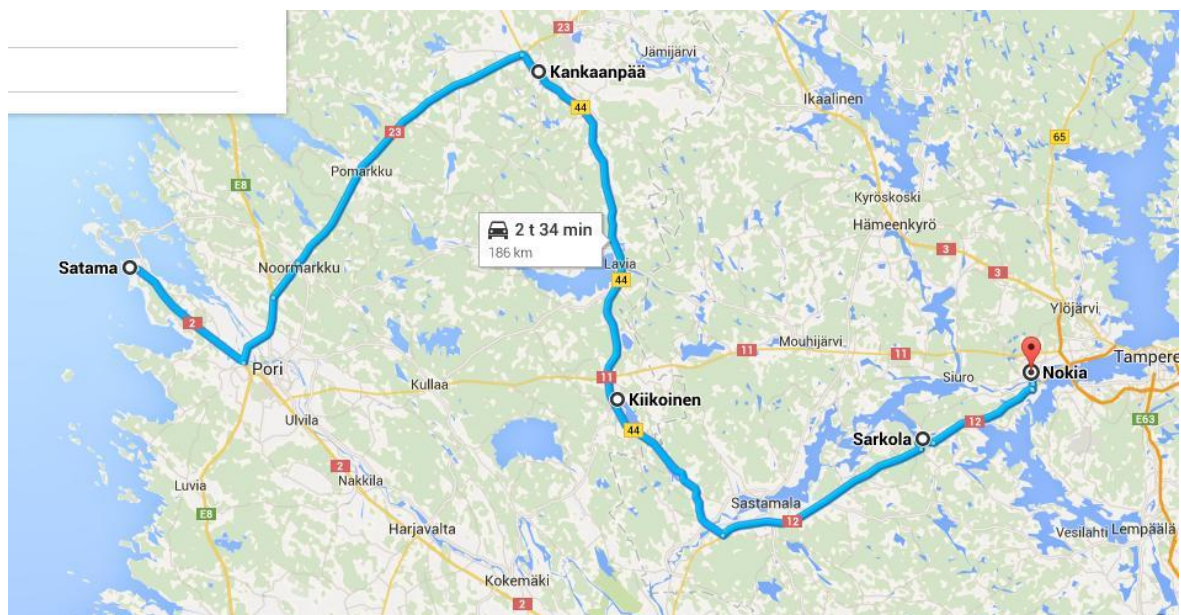 23
Jämijärvi
Kankaanpää
44
Ikaalinen
23
65
Pomarkku
E8
Kyröskoski
Hämeenkyrö
2 t 34 min
186 km
3
Satama
Noormarkku
Lavia
44
3
2
Ylöjärvi
Mouhijärvi
11
11
Tampere
Pori
11
Siuro
Nokia
Kullaa
Kiikoinen
Ulvila
44
12
E63
Sarkola
2
Nakkila
Luvia
Sastamala
E8
12
Harjavalta
Vesilahti
Lempäälä
Kokemäki
2